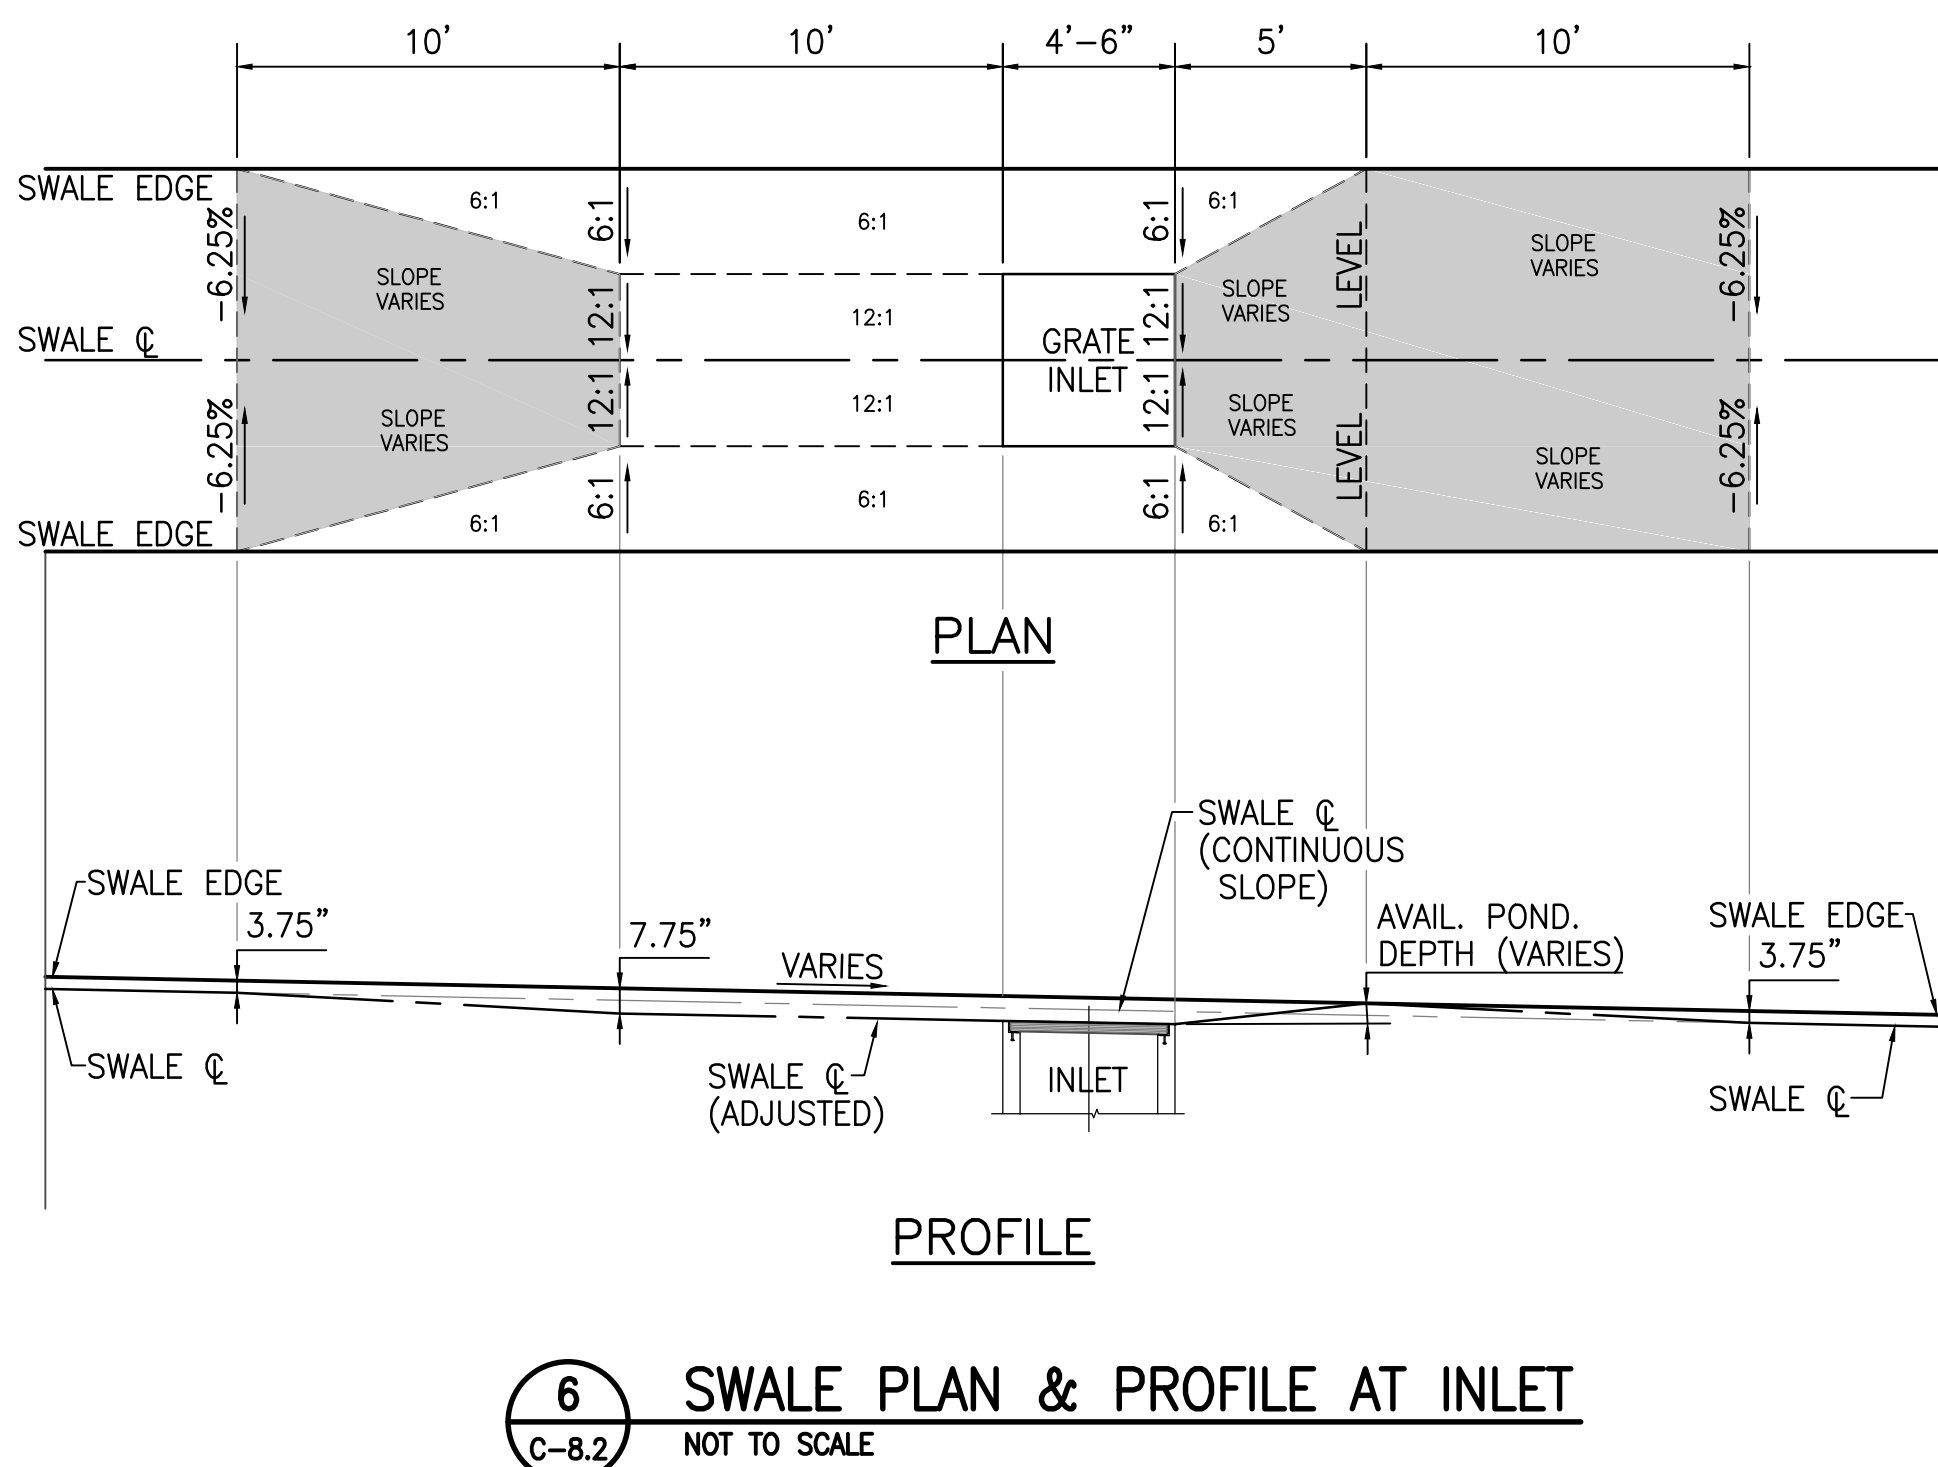 10'
10'
4'-6"
5'
10'
SWALE EDGE
-6.25%
6:1
6:1
6:1
6:1
6:1
LEVEL
SLOPE
VARIES
-6.25%
SLOPE
VARIES
12:1
12:1
12:1
SLOPE
VARIES
SWALE ℄
GRATE
INLET
-6.25%
SLOPE
VARIES
12:1
12:1
12:1
SLOPE
VARIES
LEVEL
SLOPE
VARIES
-6.25%
SWALE EDGE
6:1
6:1
6:1
6:1
6:1
PLAN
SWALE ℄
(CONTINUOUS
SLOPE)
SWALE EDGE
3.75"
7.75"
VARIES
AVAIL. POND.
DEPTH (VARIES)
SWALE EDGE
3.75"
SWALE ℄
SWALE ℄
(ADJUSTED)
INLET
SWALE ℄
PROFILE
6
C-8.2
SWALE PLAN & PROFILE AT INLET
NOT TO SCALE